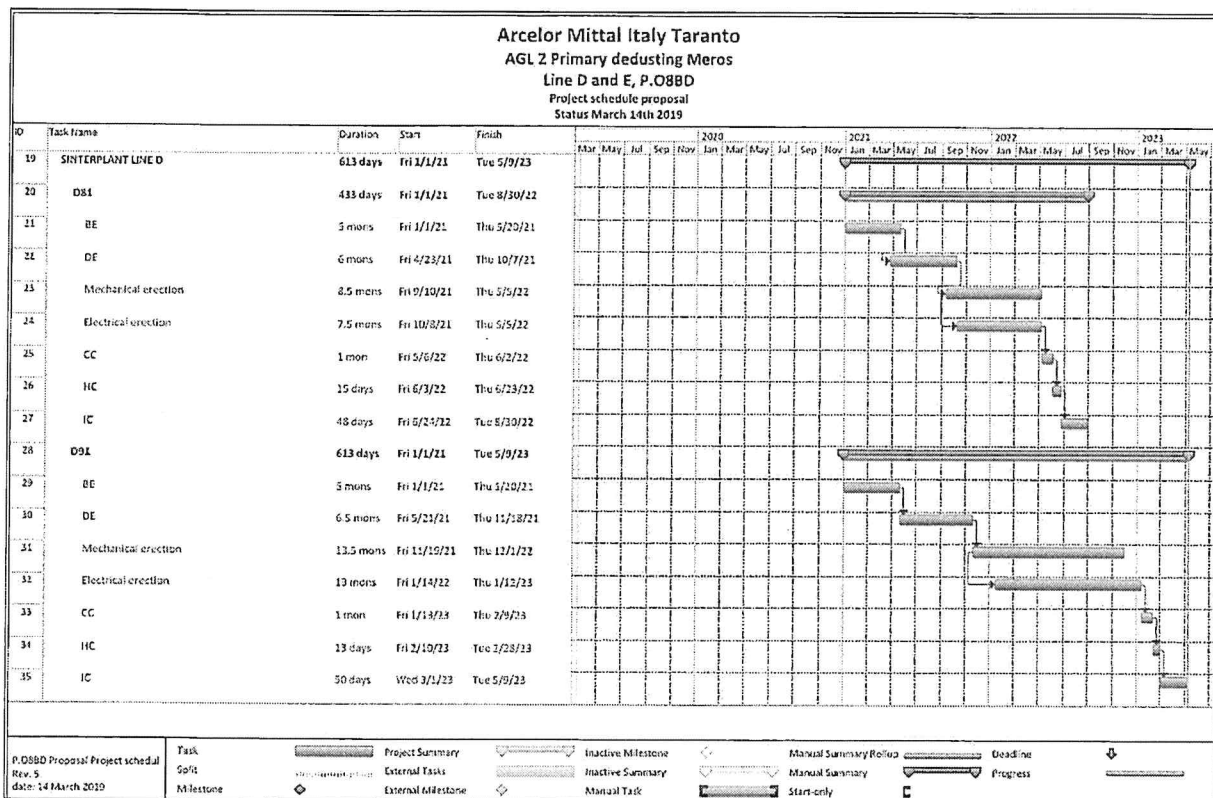 Arcelor Mittal Italy Taranto
AGL 2 Primary dedusting Meros
Line D and E, P.O8BD
Project schedule proposal
Status March 14th 2019
ID Task Name Duration Start Finish 2020 2021 2022 2023
Mar May Jul Sep Nov Jan Mar May Jul Sep Nov Jan Mar May Jul Sep Nov Jan Mar May Jul Sep Nov Jan Mar May
19 SINTERPLANT LINE D 613 days Fri 1/1/21 Tue 5/9/23
20 D81 433 days Fri 1/1/21 Tue 8/30/22
21 BE 5 mons Fri 1/1/21 Thu 5/20/21
22 DE 6 mons Fri 4/23/21 Thu 10/7/21
23 Mechanical erection 8.5 mons Fri 9/10/21 Thu 5/5/22
24 Electrical erection 7.5 mons Fri 10/8/21 Thu 5/5/22
25 CC 1 mon Fri 5/6/22 Thu 6/2/22
26 HC 15 days Fri 6/3/22 Thu 6/23/22
27 IC 48 days Fri 6/24/22 Tue 8/30/22
28 D91 613 days Fri 1/1/21 Tue 5/9/23
29 BE 5 mons Fri 1/1/21 Thu 5/20/21
30 DE 6.5 mons Fri 5/21/21 Thu 11/18/21
31 Mechanical erection 13.5 mons Fri 11/19/21 Thu 12/1/22
32 Electrical erection 13 mons Fri 1/14/22 Thu 1/12/23
33 CC 1 mon Fri 1/13/23 Thu 2/9/23
34 HC 13 days Fri 2/10/23 Tue 2/28/23
35 IC 50 days Wed 3/1/23 Tue 5/9/23
P.O8BD Proposal Project schedul
Rev. 5
date: 14 March 2019
Task Project Summary Inactive Milestone Manual Summary Rollup Deadline
Split External Tasks Inactive Summary Manual Summary Progress
Milestone External Milestone Manual Task Start-only